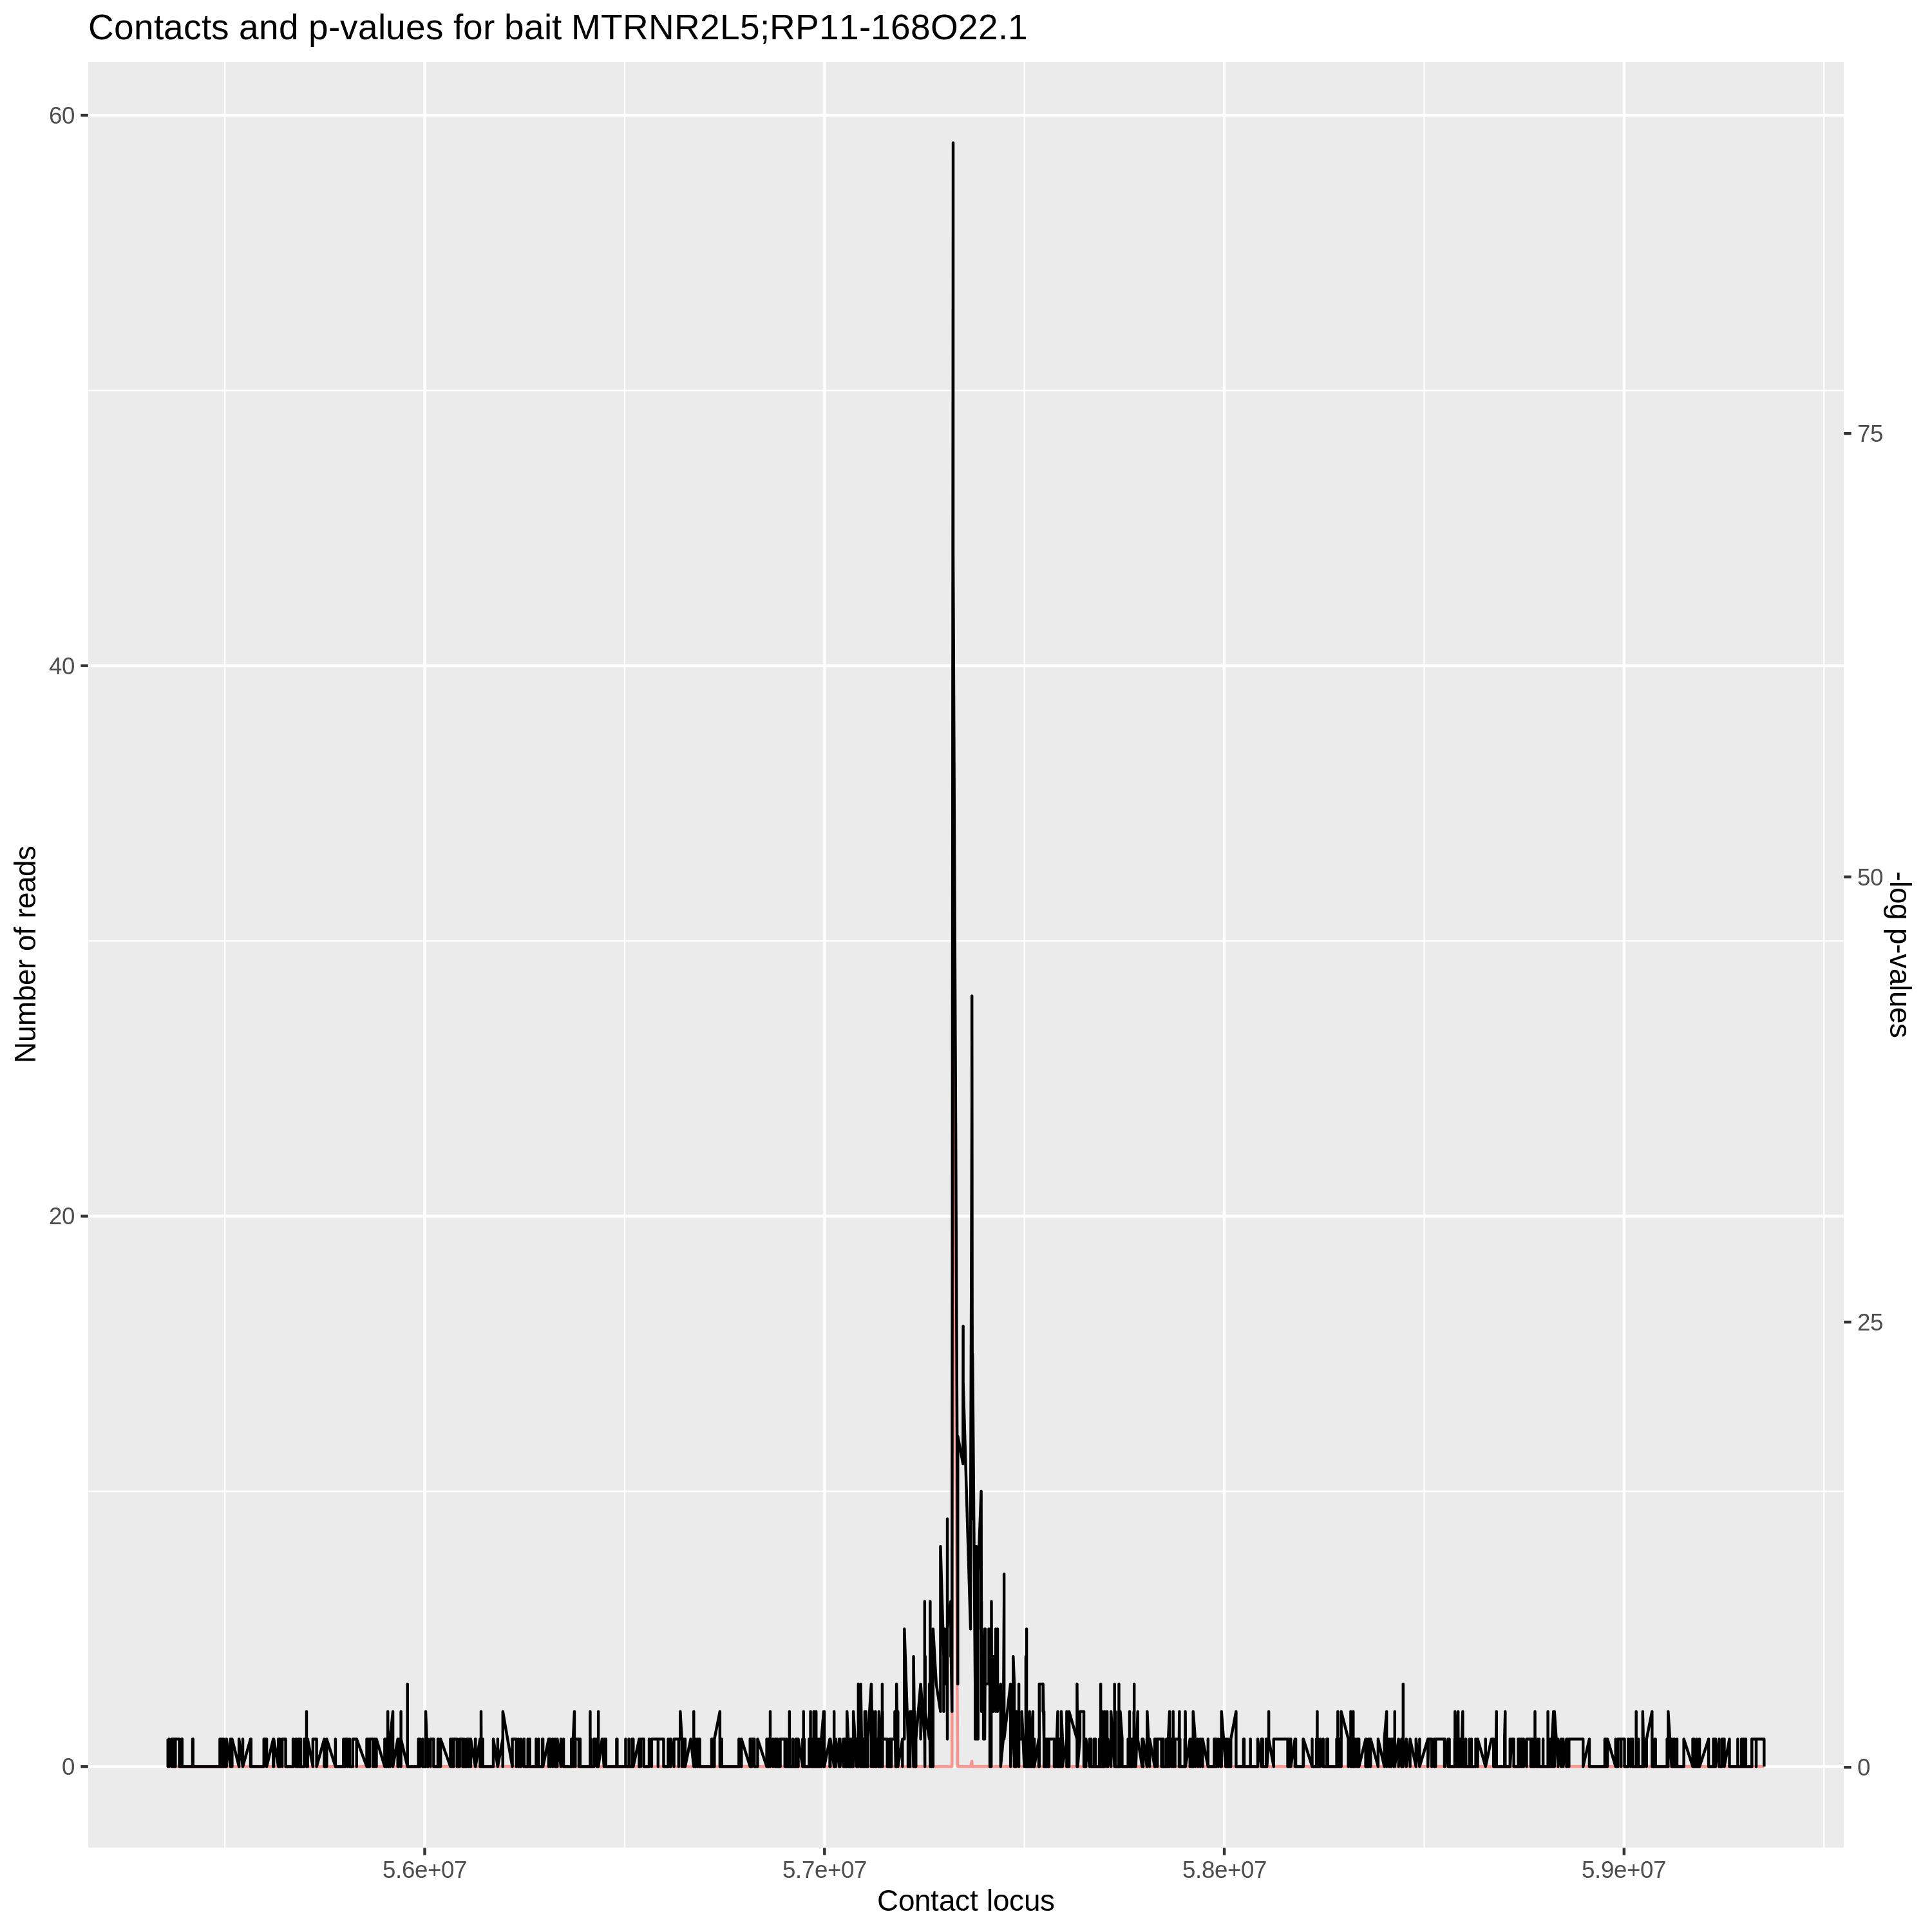 Contacts and p-values for bait MTRNR2L5;RP11-168O22.1
60
40
20
0
Number of reads
75
50
25
0
-log p-values
5.6e+07
5.7e+07
5.8e+07
5.9e+07
Contact locus